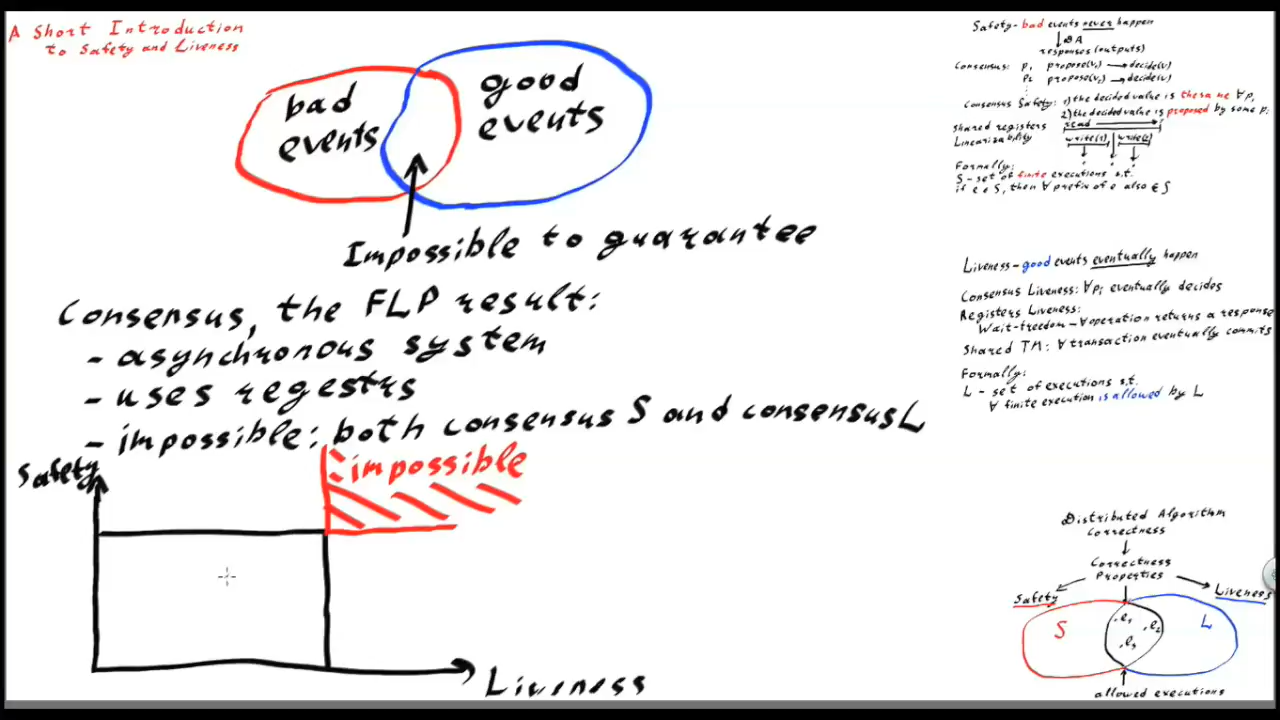 A Short Introduction
to Safety and Liveness
bad
events
good
events
Impossible to guarantee
Consensus, the FLP result:
- asynchronous system
- uses regestrs
- impossible: both consensus S and consensus L
Safety
impossible
Liveness
Safety - bad events never happen
DA
responses (outputs)
Consensus: p1 propose(v1) → decide(v)
p2 propose(v2) → decide(v)
Consensus Safety: 1) the decided value is the same ∀pi
2) the decided value is proposed by some pi
Shared registers
read
Linearizability
write(1) write(2)
Formally:
S - set of finite executions s.t.
if e ∈ S, then ∀ prefix of e also ∈ S
Liveness - good events eventually happen
Consensus Liveness: ∀pi eventually decides
Registers Liveness:
Wait-freedom - ∀ operation returns a response
Shared TM: ∀ transaction eventually commits
Formally:
L - set of executions s.t.
∀ finite execution is allowed by L
Distributed Algorithm
Correctness
Correctness
Properties
Safety
Liveness
S
.e1
.e2
.e3
L
allowed executions